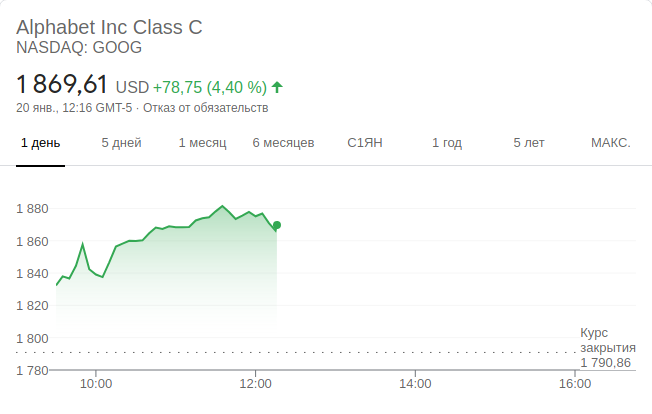 Alphabet Inc Class C
NASDAQ: GOOG
1 869,61 USD +78,75 (4,40 %)
20 янв., 12:16 GMT-5 · Отказ от обязательств
1 день 5 дней 1 месяц 6 месяцев С1ЯН 1 год 5 лет МАКС.
1 880
1 860
1 840
1 820
1 800
1 780
Курс
закрытия
1 790,86
10:00 12:00 14:00 16:00